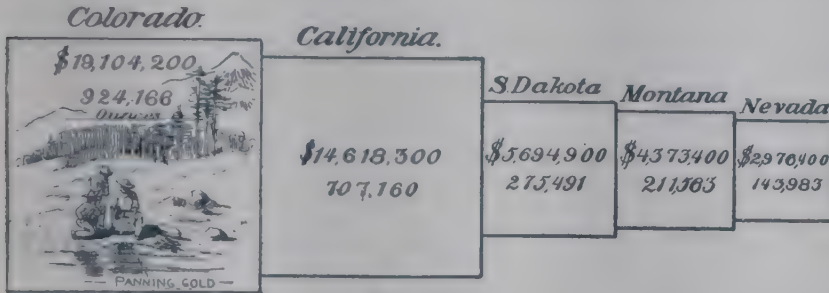 Colorado.
$19,104,200
924,166
Ounces
PANNING GOLD
California.
$14,618,300
707,160
S.Dakota
$5,694,900
275,491
Montana
$4,373,400
211,563
Nevada
$2,976,400
143,983